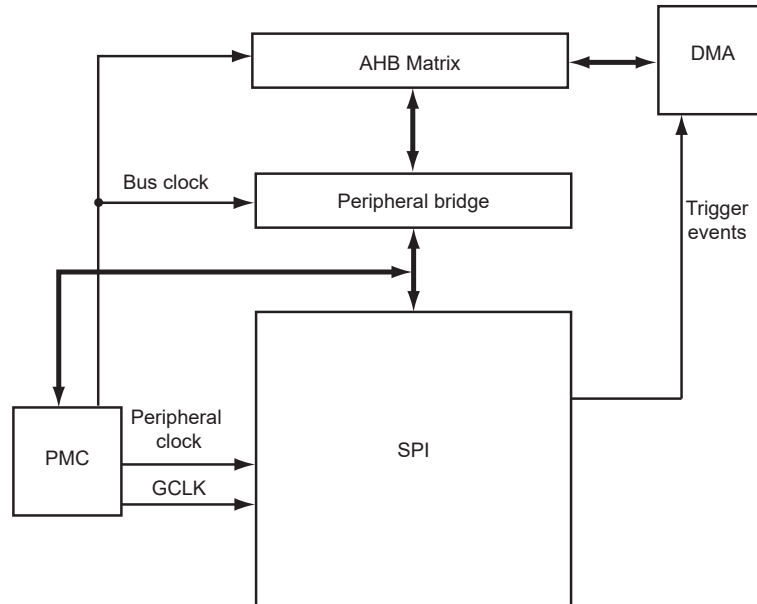 AHB Matrix
DMA
Bus clock
Peripheral bridge
Trigger
events
Peripheral
clock
PMC
GCLK
SPI